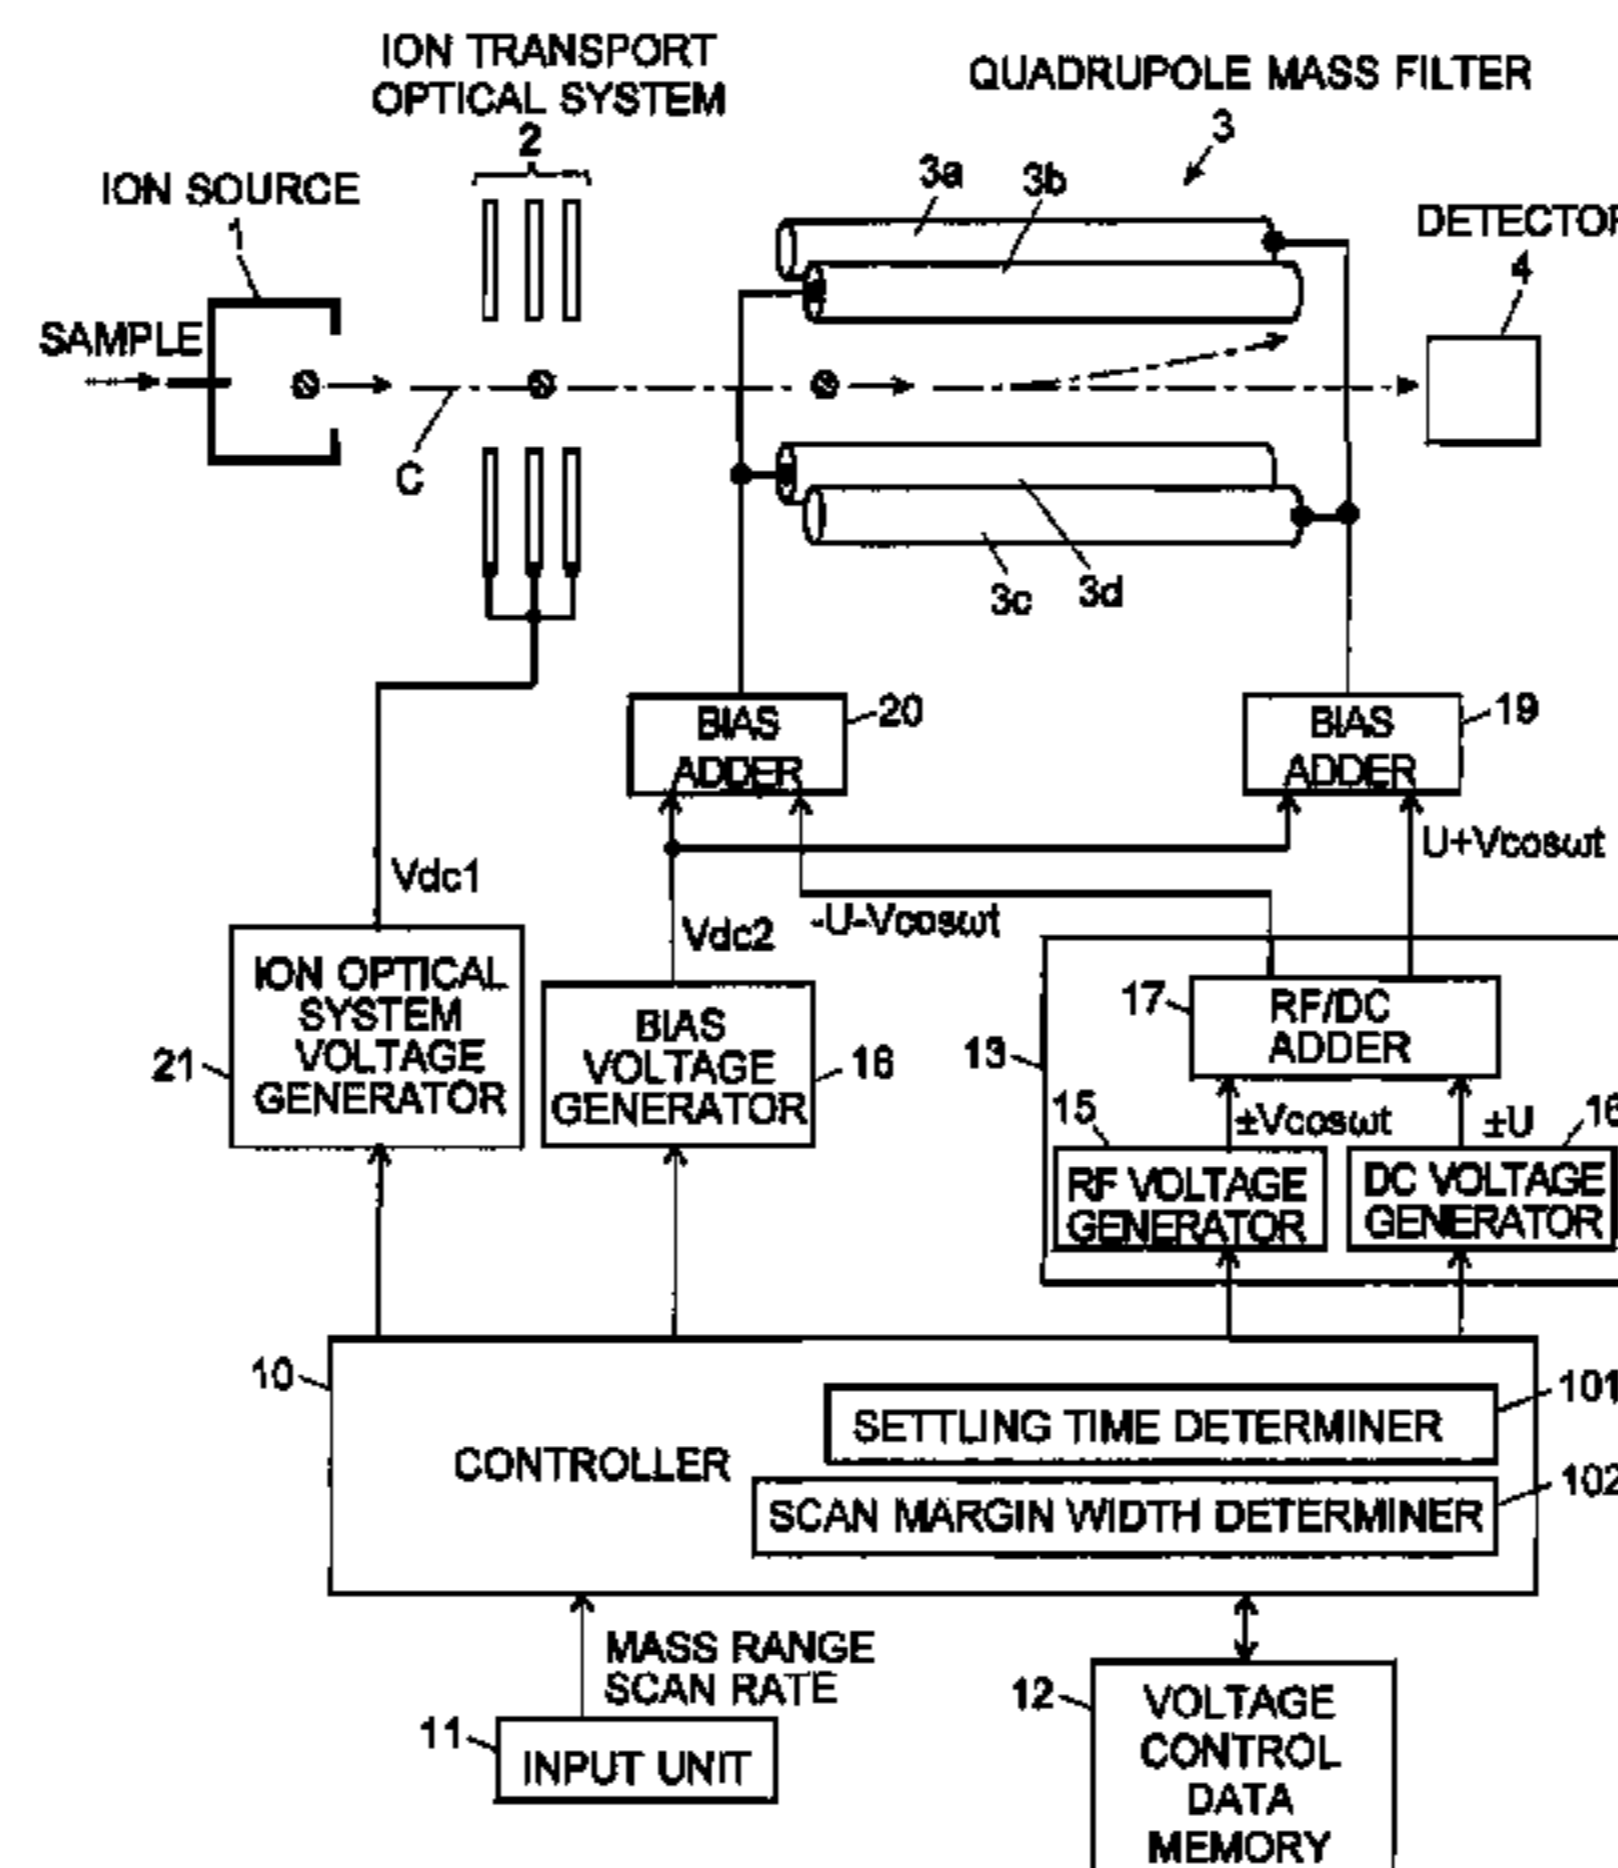 ION TRANSPORT
OPTICAL SYSTEM
2
QUADRUPOLE MASS FILTER
3
ION SOURCE
1
3a
3b
DETECTOR
4
SAMPLE
C
3c
3d
BIAS
ADDER
20
BIAS
ADDER
19
U+Vcosωt
Vdc1
Vdc2
-U-Vcosωt
ION OPTICAL
SYSTEM
VOLTAGE
GENERATOR
21
BIAS
VOLTAGE
GENERATOR
18
13
17
RF/DC
ADDER
15
±Vcosωt
±U
16
RF VOLTAGE
GENERATOR
DC VOLTAGE
GENERATOR
10
CONTROLLER
SETTLING TIME DETERMINER
101
SCAN MARGIN WIDTH DETERMINER
102
MASS RANGE
SCAN RATE
11
INPUT UNIT
12
VOLTAGE
CONTROL
DATA
MEMORY